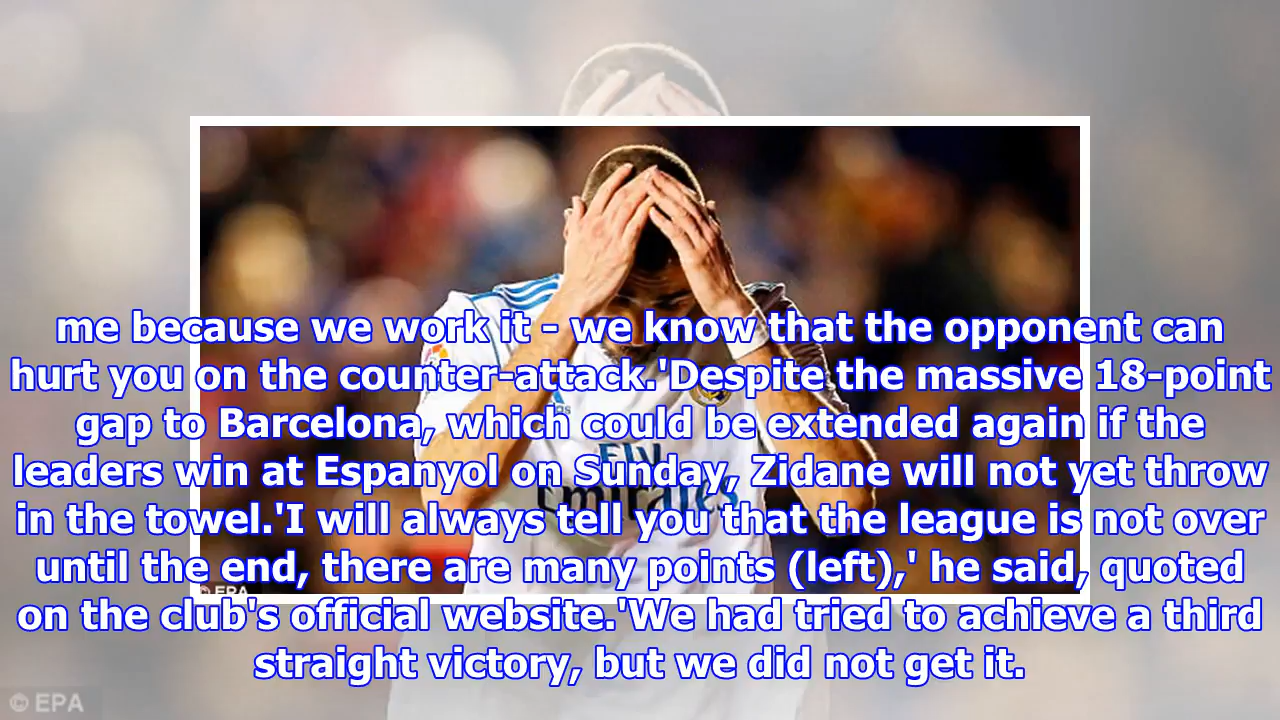 me because we work it - we know that the opponent can
hurt you on the counter-attack.'Despite the massive 18-point
gap to Barcelona, which could be extended again if the
leaders win at Espanyol on Sunday, Zidane will not yet throw
in the towel.'I will always tell you that the league is not over
until the end, there are many points (left),' he said, quoted
on the club's official website.'We had tried to achieve a third
straight victory, but we did not get it.
Fly
Emirates
© EPA
© EPA